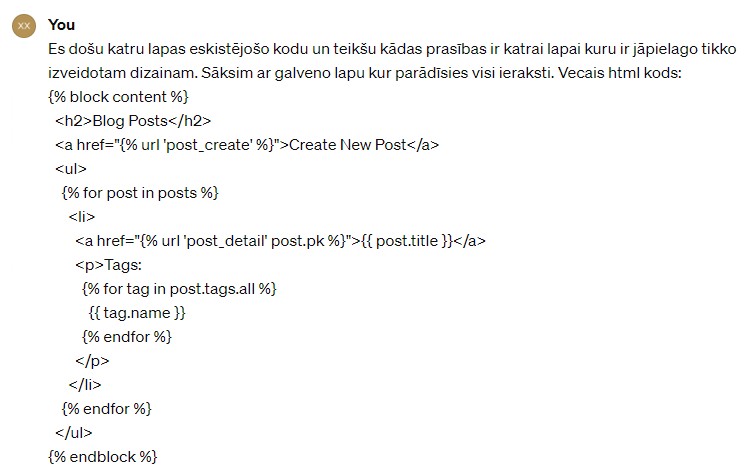 XX
You
Es došu katru lapas eskistējošo kodu un teikšu kādas prasības ir katrai lapai kuru ir jāpielago tikko
izveidotam dizainam. Sāksim ar galveno lapu kur parādīsies visi ieraksti. Vecais html kods:
{% block content %}
<h2>Blog Posts</h2>
<a href="{% url 'post_create' %}">Create New Post</a>
<ul>
{% for post in posts %}
<li>
<a href="{% url 'post_detail' post.pk %}">{{ post.title }}</a>
<p>Tags:
{% for tag in post.tags.all %}
{{ tag.name }}
{% endfor %}
</p>
</li>
{% endfor %}
</ul>
{% endblock %}